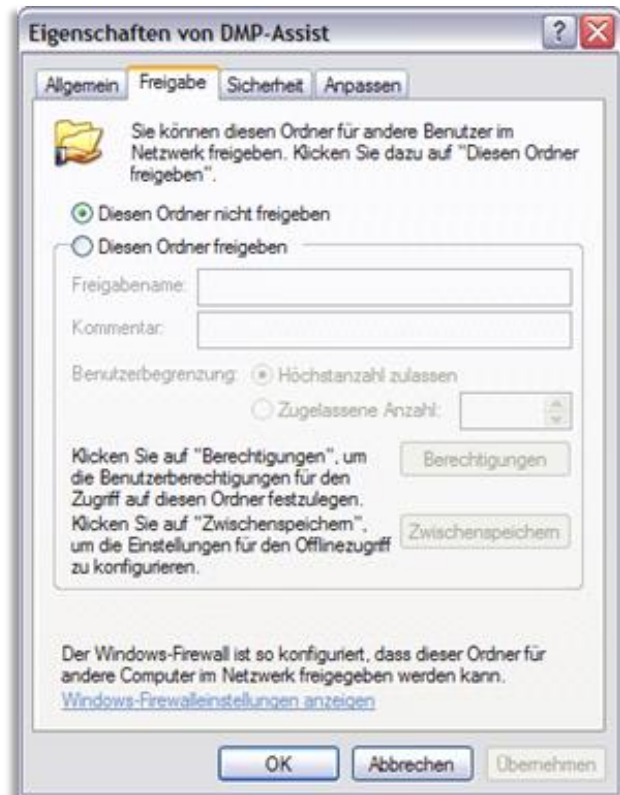 Eigenschaften von DMP-Assist
Allgemein Freigabe Sicherheit Anpassen
Sie können diesen Ordner für andere Benutzer im
Netzwerk freigeben. Klicken Sie dazu auf "Diesen Ordner
freigeben".
Diesen Ordner nicht freigeben
Diesen Ordner freigeben
Freigabename:
Kommentar:
Benutzerbegrenzung: Höchstanzahl zulassen
Zugelassene Anzahl:
Klicken Sie auf "Berechtigungen", um
die Benutzerberechtigungen für den
Zugriff auf diesen Ordner festzulegen.
Berechtigungen
Klicken Sie auf "Zwischenspeichern",
um die Einstellungen für den Offlinezugriff
zu konfigurieren.
Zwischenspeichern
Der Windows-Firewall ist so konfiguriert, dass dieser Ordner für
andere Computer im Netzwerk freigegeben werden kann.
Windows-Firewalleinstellungen anzeigen
OK Abbrechen Übernehmen